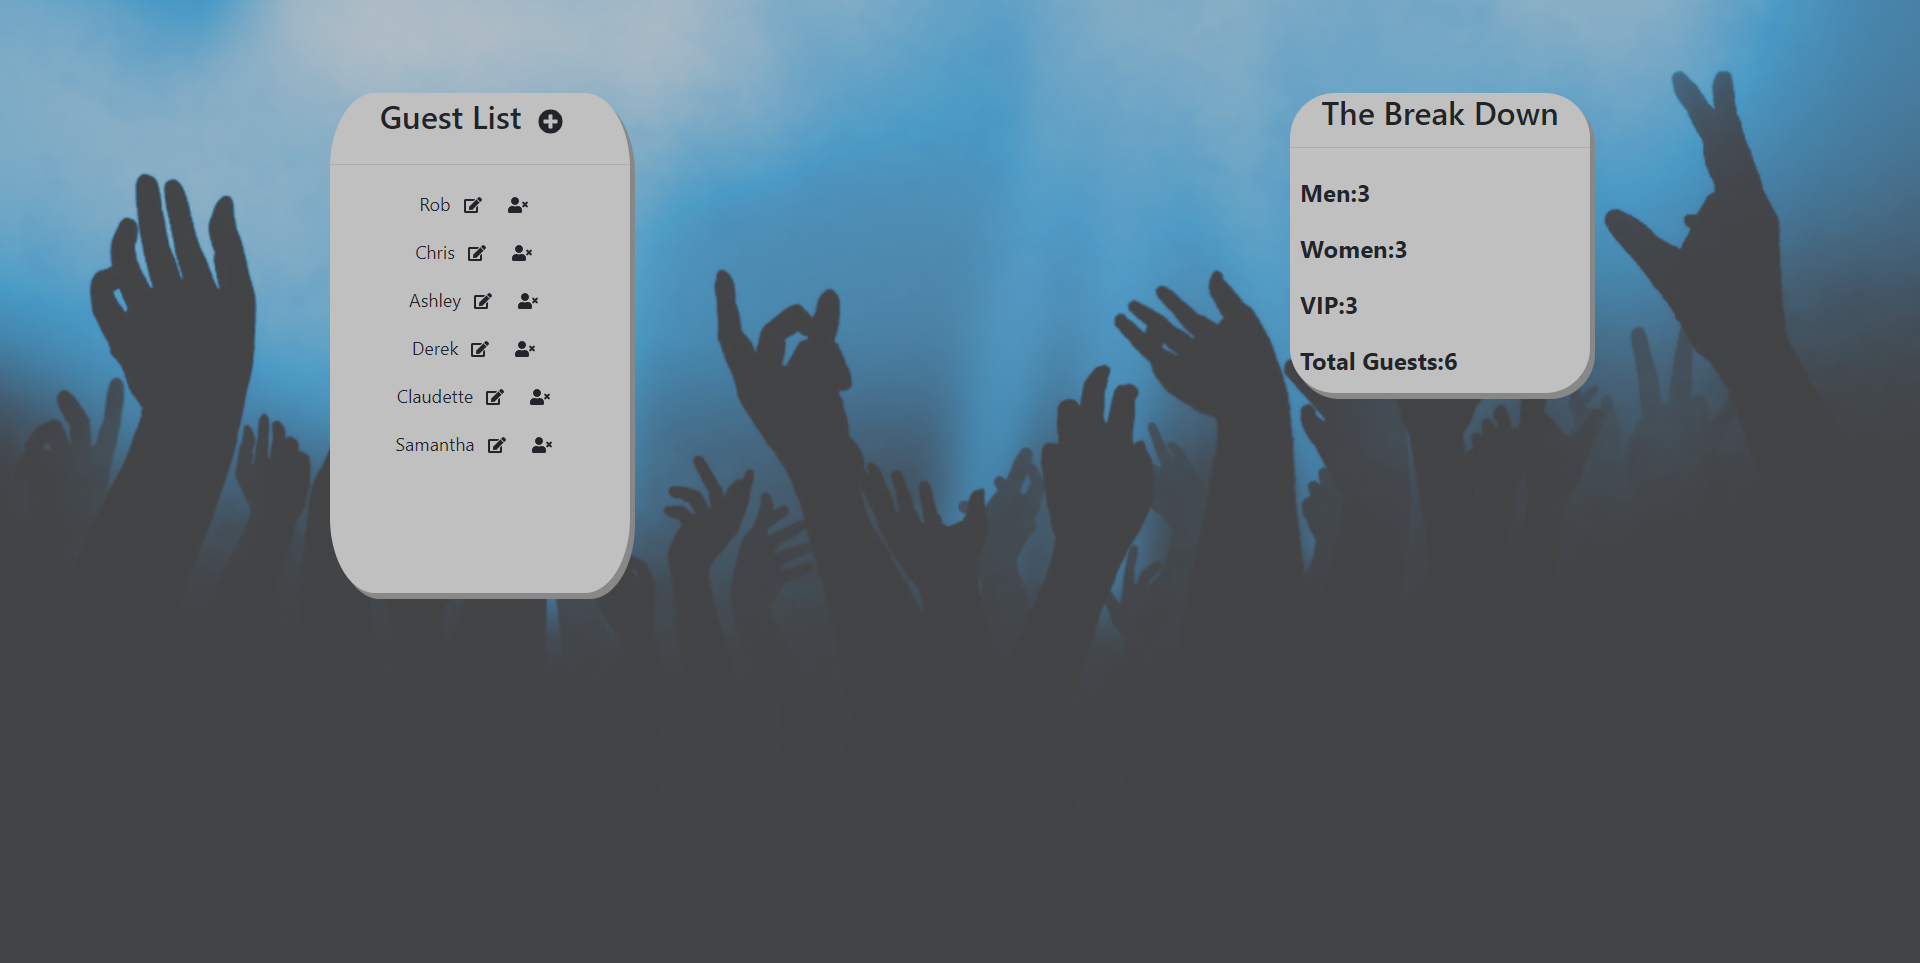 Guest List
Rob
Chris
Ashley
Derek
Claudette
Samantha
The Break Down
Men:3
Women:3
VIP:3
Total Guests:6